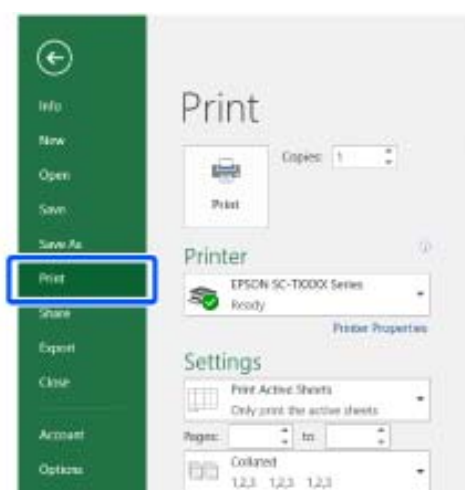 Info
New
Open
Save
Save As
Print
Share
Export
Close
Account
Options
Print
Copies: 1
Print
Printer
EPSON SC-TXXXX Series
Ready
Printer Properties
Settings
Print Active Sheets
Only print the active sheets
Pages: to:
Collated
1,2,3 1,2,3 1,2,3